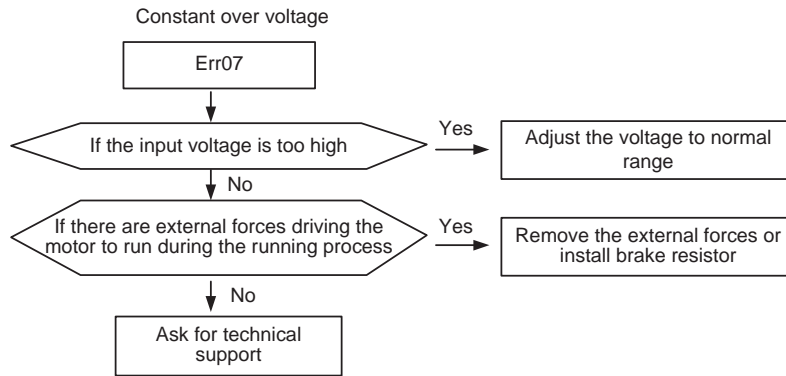 Constant over voltage
Err07
If the input voltage is too high
Yes
Adjust the voltage to normal
range
No
If there are external forces driving the
motor to run during the running process
Yes
Remove the external forces or
install brake resistor
No
Ask for technical
support